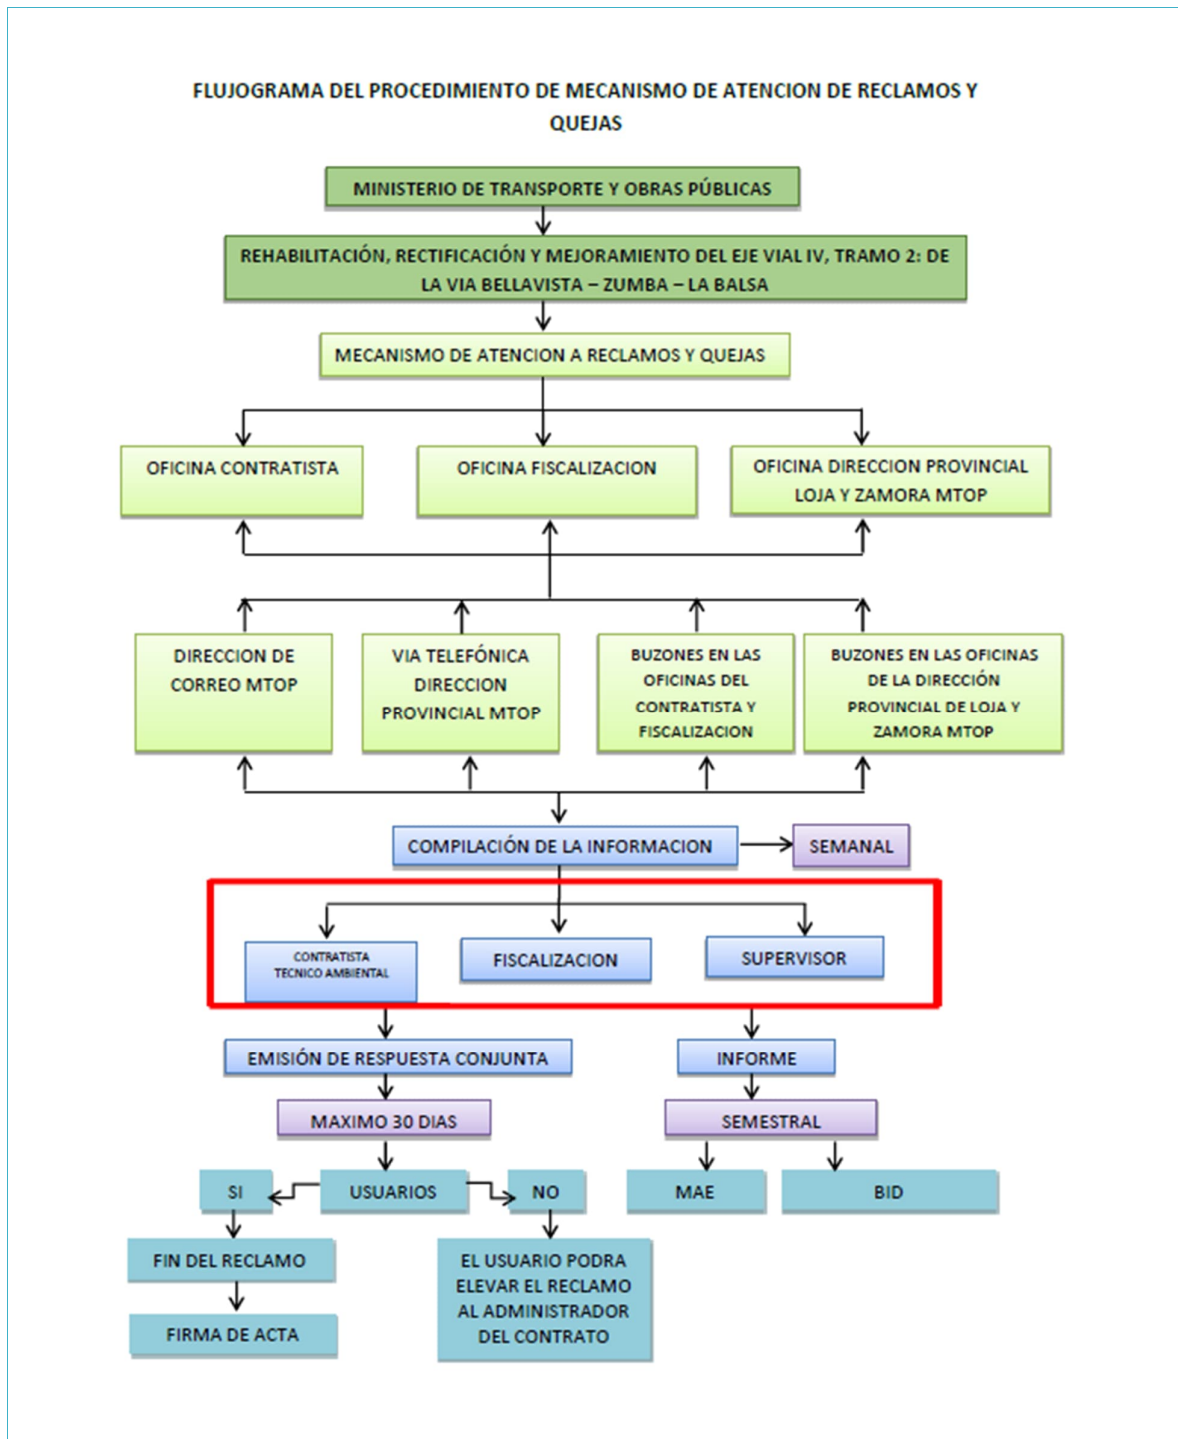 FLUJOGRAMA DEL PROCEDIMIENTO DE MECANISMO DE ATENCION DE RECLAMOS Y
QUEJAS
MINISTERIO DE TRANSPORTE Y OBRAS PÚBLICAS
REHABILITACIÓN, RECTIFICACIÓN Y MEJORAMIENTO DEL EJE VIAL IV, TRAMO 2: DE
LA VIA BELLAVISTA – ZUMBA – LA BALSA
MECANISMO DE ATENCION A RECLAMOS Y QUEJAS
OFICINA CONTRATISTA
OFICINA FISCALIZACION
OFICINA DIRECCION PROVINCIAL
LOJA Y ZAMORA MTOP
DIRECCION DE
CORREO MTOP
VIA TELEFÓNICA
DIRECCION
PROVINCIAL MTOP
BUZONES EN LAS
OFICINAS DEL
CONTRATISTA Y
FISCALIZACION
BUZONES EN LAS OFICINAS
DE LA DIRECCIÓN
PROVINCIAL DE LOJA Y
ZAMORA MTOP
COMPILACIÓN DE LA INFORMACION
SEMANAL
CONTRATISTA
TECNICO AMBIENTAL
FISCALIZACION
SUPERVISOR
EMISIÓN DE RESPUESTA CONJUNTA
INFORME
MAXIMO 30 DIAS
SEMESTRAL
SI
USUARIOS
NO
MAE
BID
FIN DEL RECLAMO
FIRMA DE ACTA
EL USUARIO PODRA
ELEVAR EL RECLAMO
AL ADMINISTRADOR
DEL CONTRATO